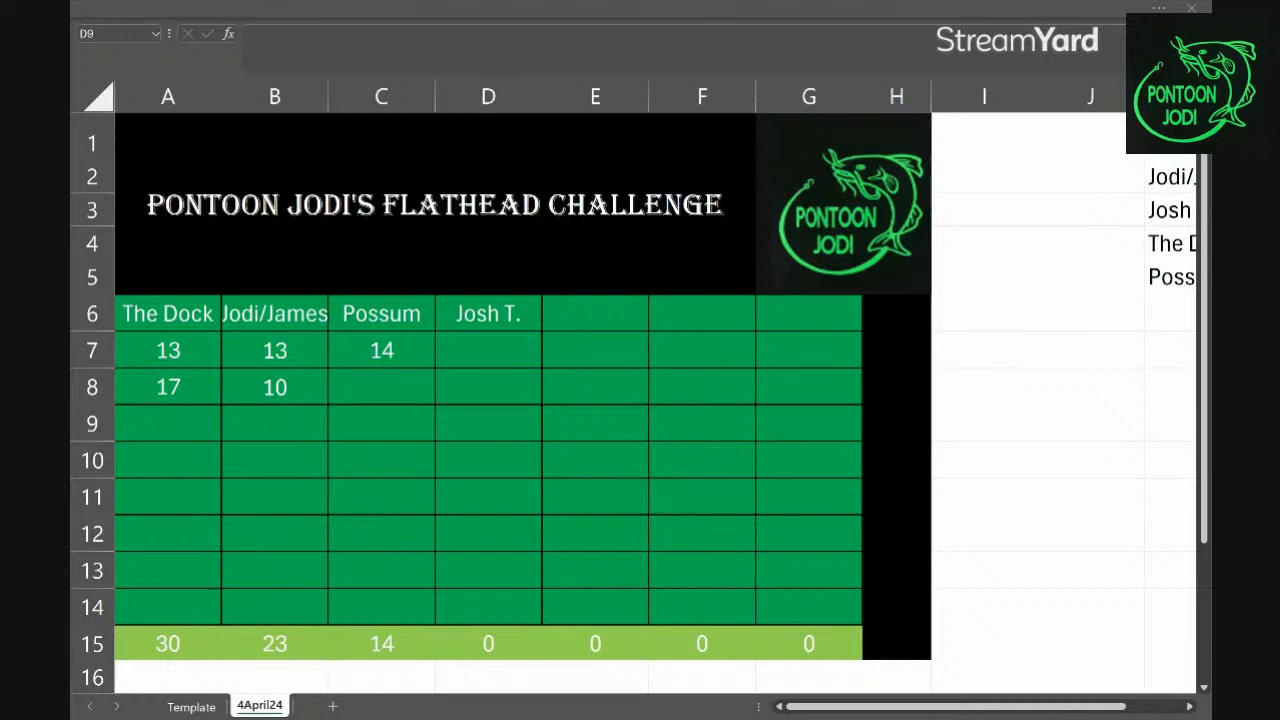 D9
fx
StreamYard
PONTOON
JODI
A B C D E F G H I J
1
2 Jodi/J
3 Josh
PONTOON JODI'S FLATHEAD CHALLENGE
PONTOON
JODI
4 The D
5 Poss
6 The Dock Jodi/James Possum Josh T.
7 13 13 14
8 17 10
9
10
11
12
13
14
15 30 23 14 0 0 0 0
16
Template 4April24